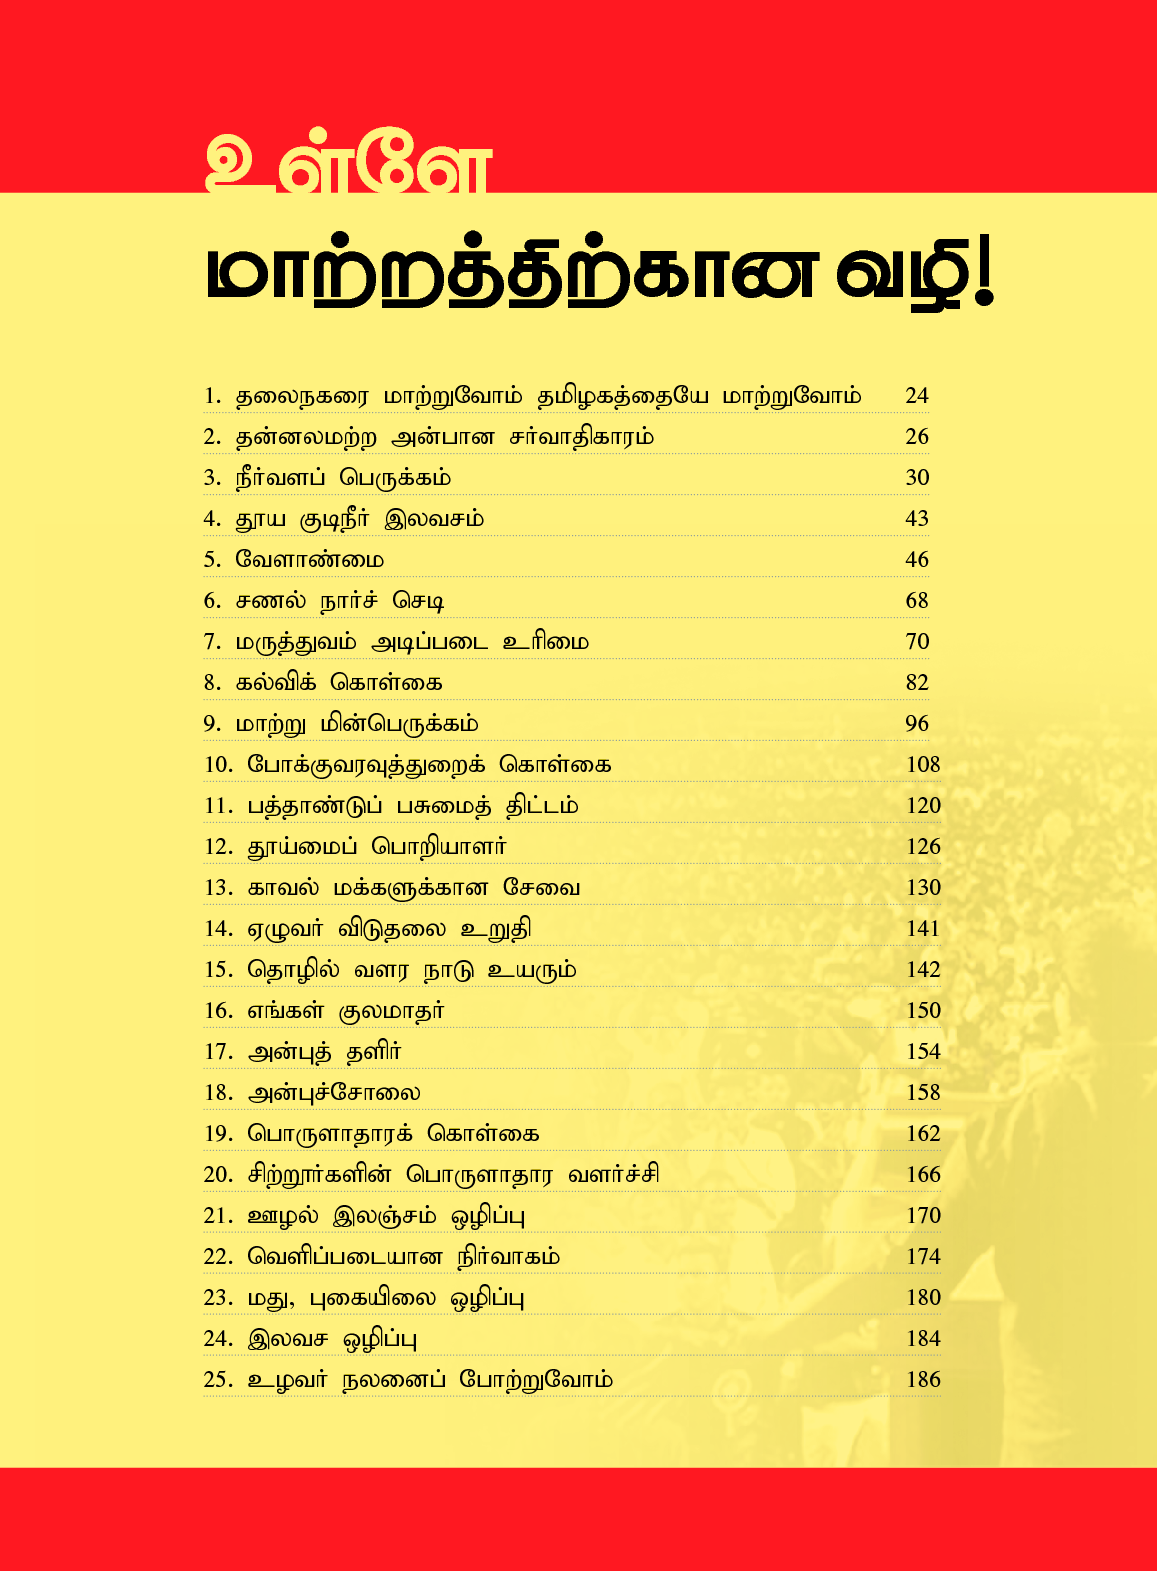 உள்ளே
மாற்றத்திற்கான வழி!
1. தலைநகரை மாற்றுவோம் தமிழகத்தையே மாற்றுவோம் 24
2. தன்னலமற்ற அன்பான சர்வாதிகாரம் 26
3. நீர்வளப் பெருக்கம் 30
4. தூய குடிநீர் இலவசம் 43
5. வேளாண்மை 46
6. சணல் நார்ச் செடி 68
7. மருத்துவம் அடிப்படை உரிமை 70
8. கல்விக் கொள்கை 82
9. மாற்று மின்பெருக்கம் 96
10. போக்குவரவுத்துறைக் கொள்கை 108
11. பத்தாண்டுப் பசுமைத் திட்டம் 120
12. தூய்மைப் பொறியாளர் 126
13. காவல் மக்களுக்கான சேவை 130
14. ஏழுவர் விடுதலை உறுதி 141
15. தொழில் வளர நாடு உயரும் 142
16. எங்கள் குலமாதர் 150
17. அன்புத் தளிர் 154
18. அன்புச்சோலை 158
19. பொருளாதாரக் கொள்கை 162
20. சிற்றூர்களின் பொருளாதார வளர்ச்சி 166
21. ஊழல் இலஞ்சம் ஒழிப்பு 170
22. வெளிப்படையான நிர்வாகம் 174
23. மது, புகையிலை ஒழிப்பு 180
24. இலவச ஒழிப்பு 184
25. உழவர் நலனைப் போற்றுவோம் 186